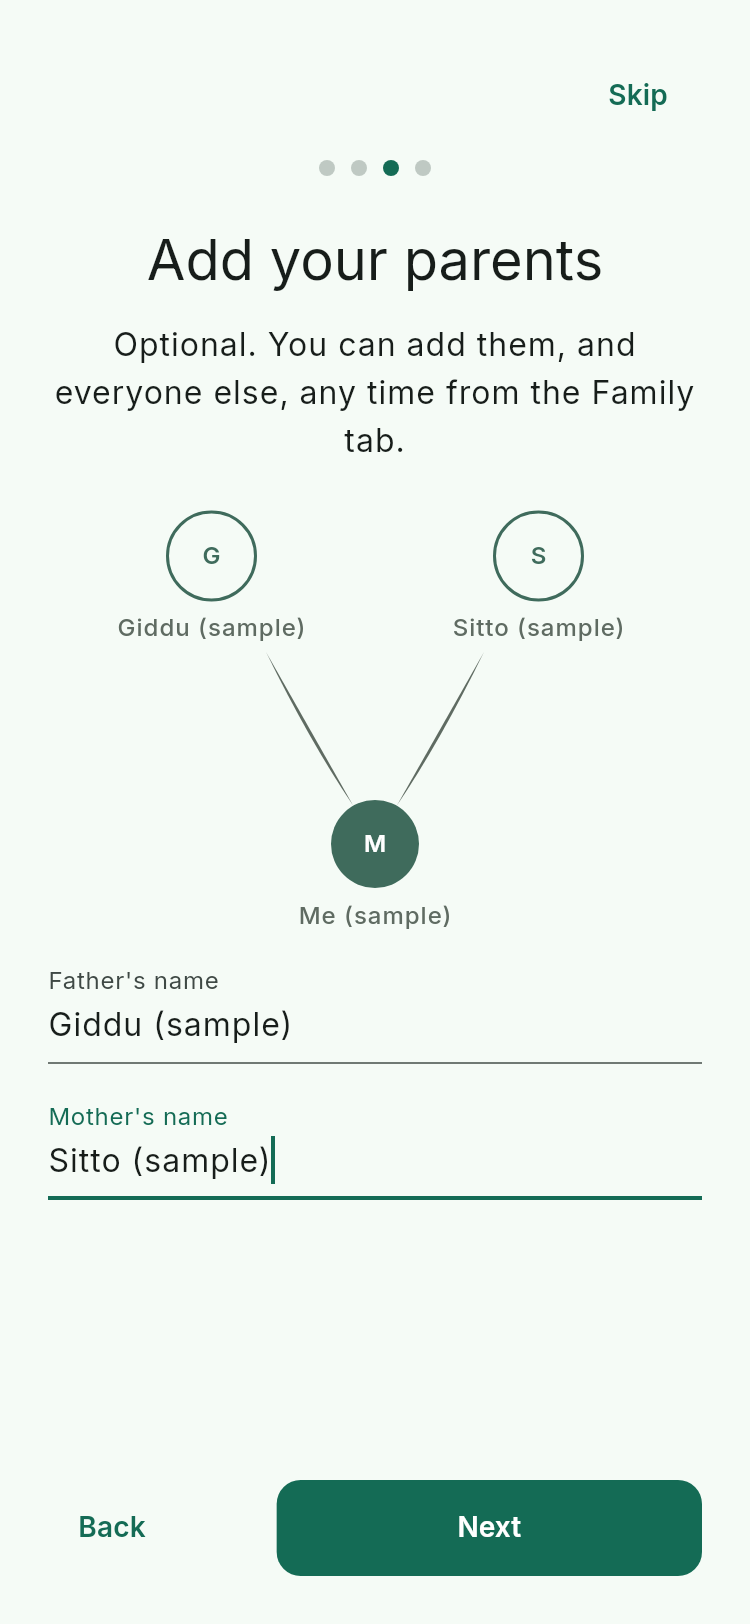 Skip
Add your parents
Optional. You can add them, and
everyone else, any time from the Family
tab.
G
S
Giddu (sample)
Sitto (sample)
M
Me (sample)
Father's name
Giddu (sample)
Mother's name
Sitto (sample)
Back
Next